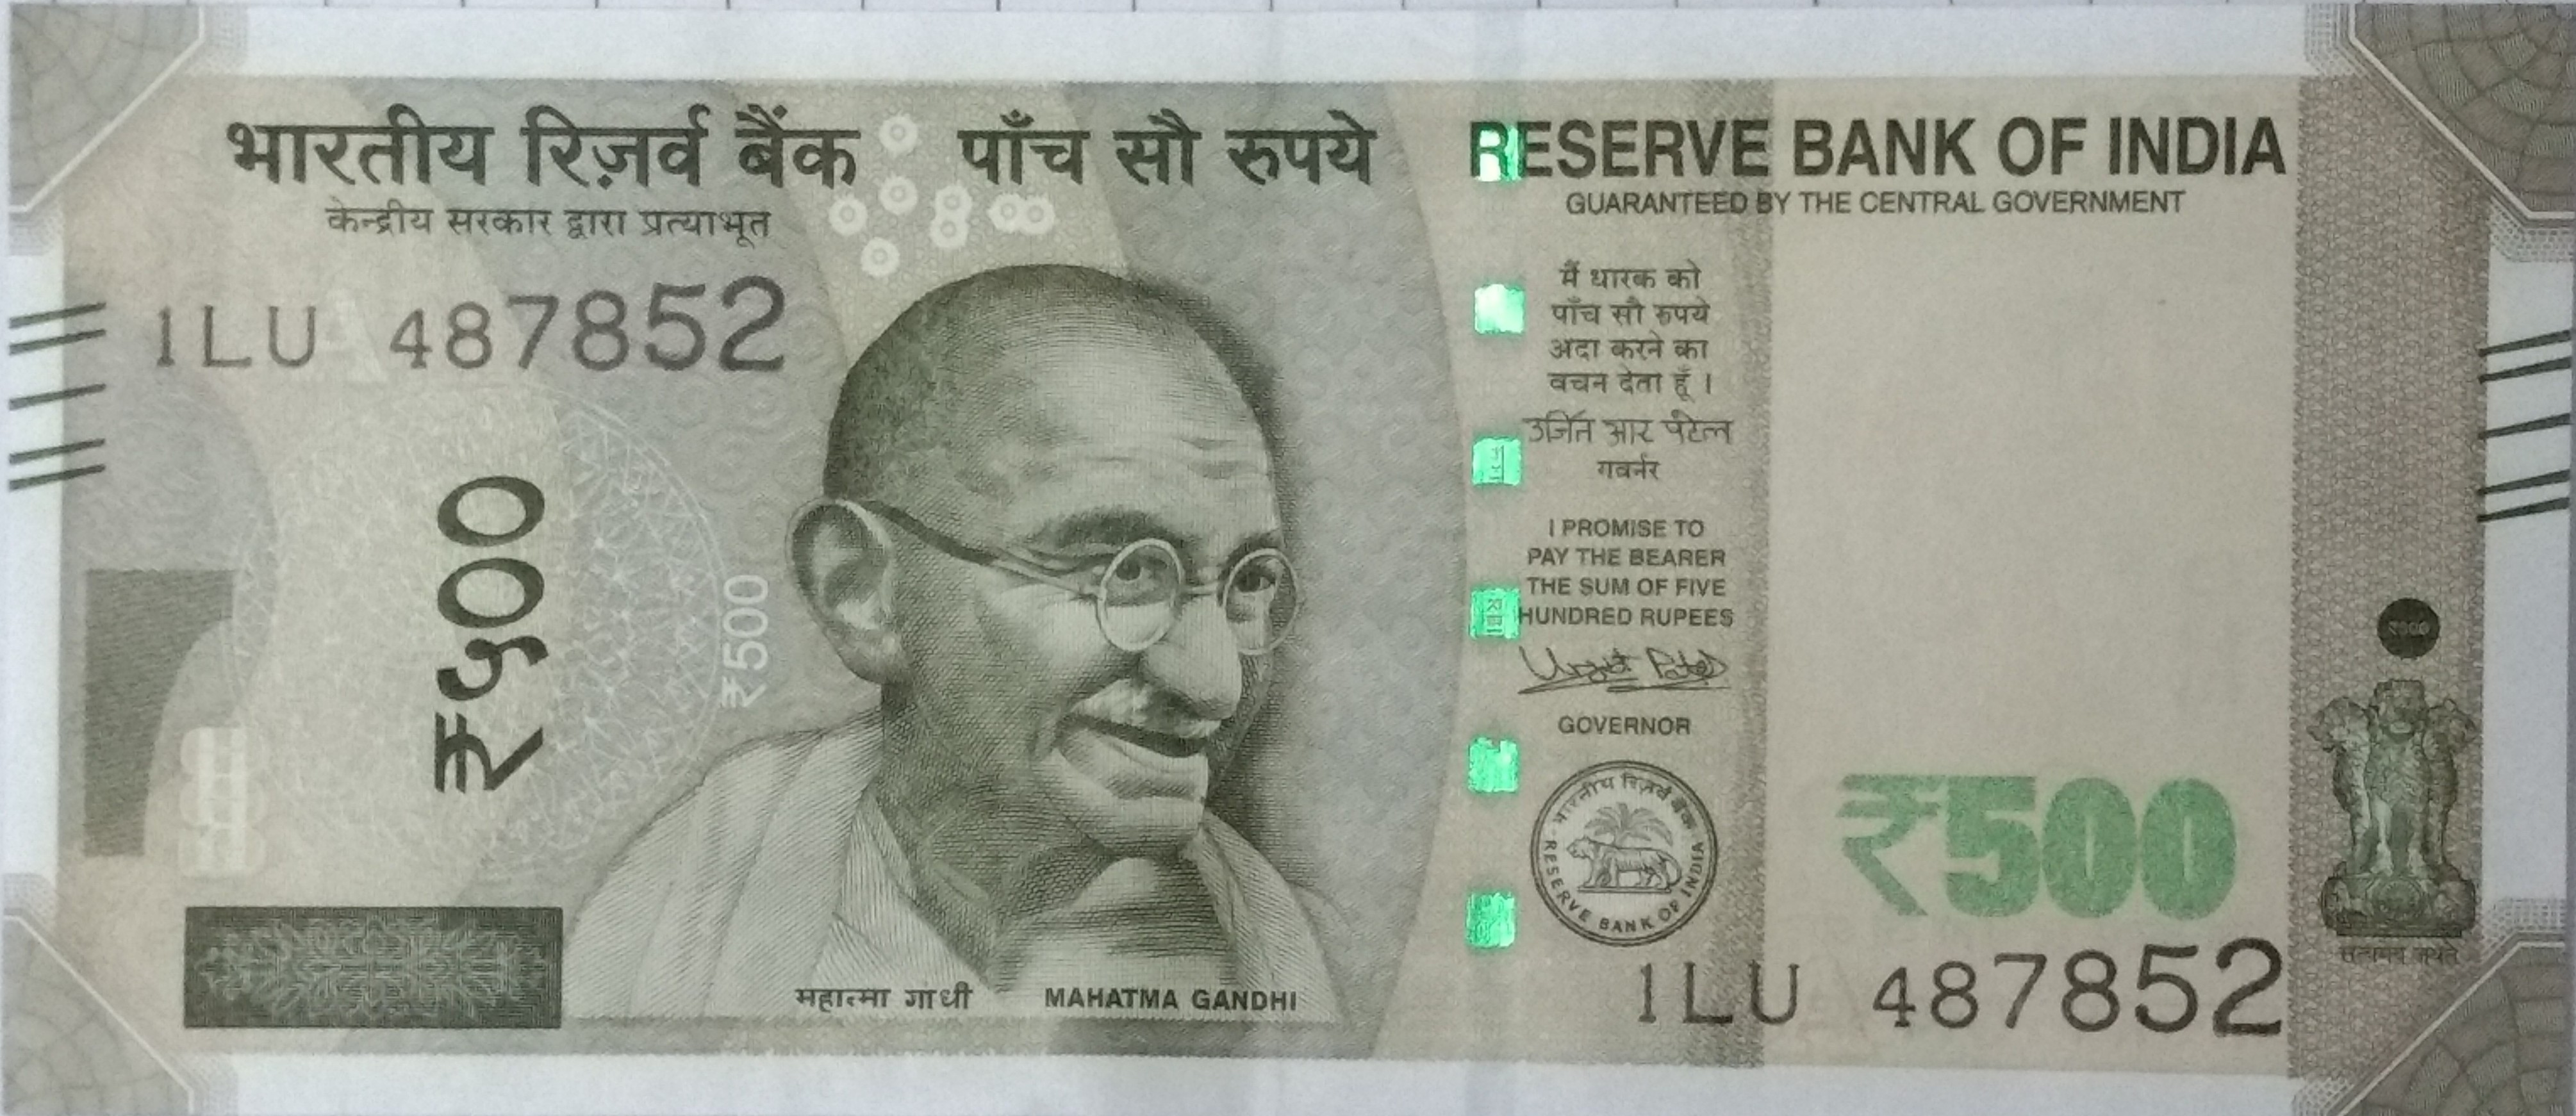 भारतीय रिज़र्व बैंक
केन्द्रीय सरकार द्वारा प्रत्याभूत
पाँच सौ रुपये
RESERVE BANK OF INDIA
GUARANTEED BY THE CENTRAL GOVERNMENT
1LU 487852
₹५००
₹500
मैं धारक को
पाँच सौ रुपये
अदा करने का
वचन देता हूँ ।
उर्जित आर पटेल
गवर्नर
I PROMISE TO
PAY THE BEARER
THE SUM OF FIVE
HUNDRED RUPEES
Urjit Patel
GOVERNOR
भारतीय रिज़र्व बैंक
RESERVE BANK OF INDIA
RBI
₹500
₹500
सत्यमेव जयते
महात्मा गांधी
MAHATMA GANDHI
1LU 487852